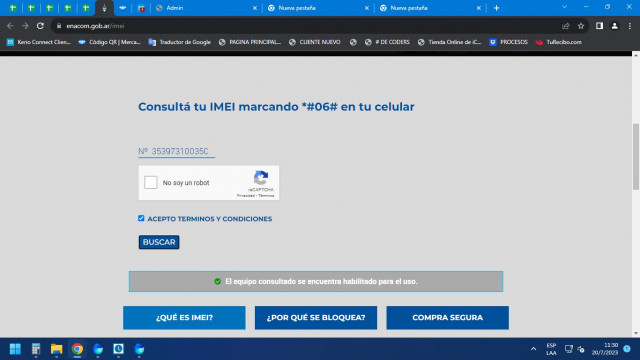 Admin
Nueva pestaña
Nueva pestaña
enacom.gob.ar/imei
Kerio Connect Clien...
Código QR | Merca...
Traductor de Google
PAGINA PRINCIPAL...
CLIENTE NUEVO
# DE CODERS
Tienda Online de iC...
PROCESOS
TuRecibo.com
Consultá tu IMEI marcando *#06# en tu celular
Nº 35397310035C
No soy un robot
reCAPTCHA
Privacidad - Términos
ACEPTO TERMINOS Y CONDICIONES
BUSCAR
El equipo consultado se encuentra habilitado para el uso.
¿QUÉ ES IMEI?
¿POR QUÉ SE BLOQUEA?
COMPRA SEGURA
ESP
LAA
11:30
20/7/2023